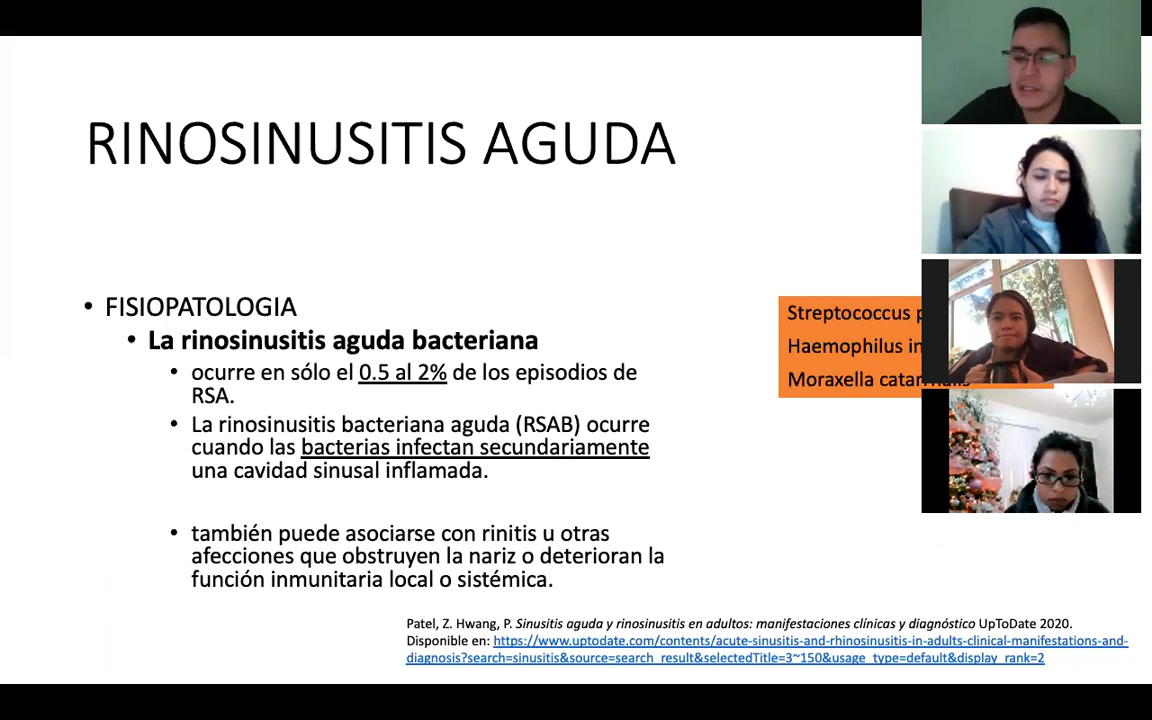 RINOSINUSITIS AGUDA
• FISIOPATOLOGIA
• La rinosinusitis aguda bacteriana
• ocurre en sólo el 0.5 al 2% de los episodios de
RSA.
• La rinosinusitis bacteriana aguda (RSAB) ocurre
cuando las bacterias infectan secundariamente
una cavidad sinusal inflamada.
• también puede asociarse con rinitis u otras
afecciones que obstruyen la nariz o deterioran la
función inmunitaria local o sistémica.
Streptococcus
Haemophilus
Moraxella
Patel, Z. Hwang, P. Sinusitis aguda y rinosinusitis en adultos: manifestaciones clínicas y diagnóstico UpToDate 2020.
Disponible en: https://www.uptodate.com/contents/acute-sinusitis-and-rhinosinusitis-in-adults-clinical-manifestations-and-
diagnosis?search=sinusitis&source=search_result&selectedTitle=3~150&usage_type=default&display_rank=2